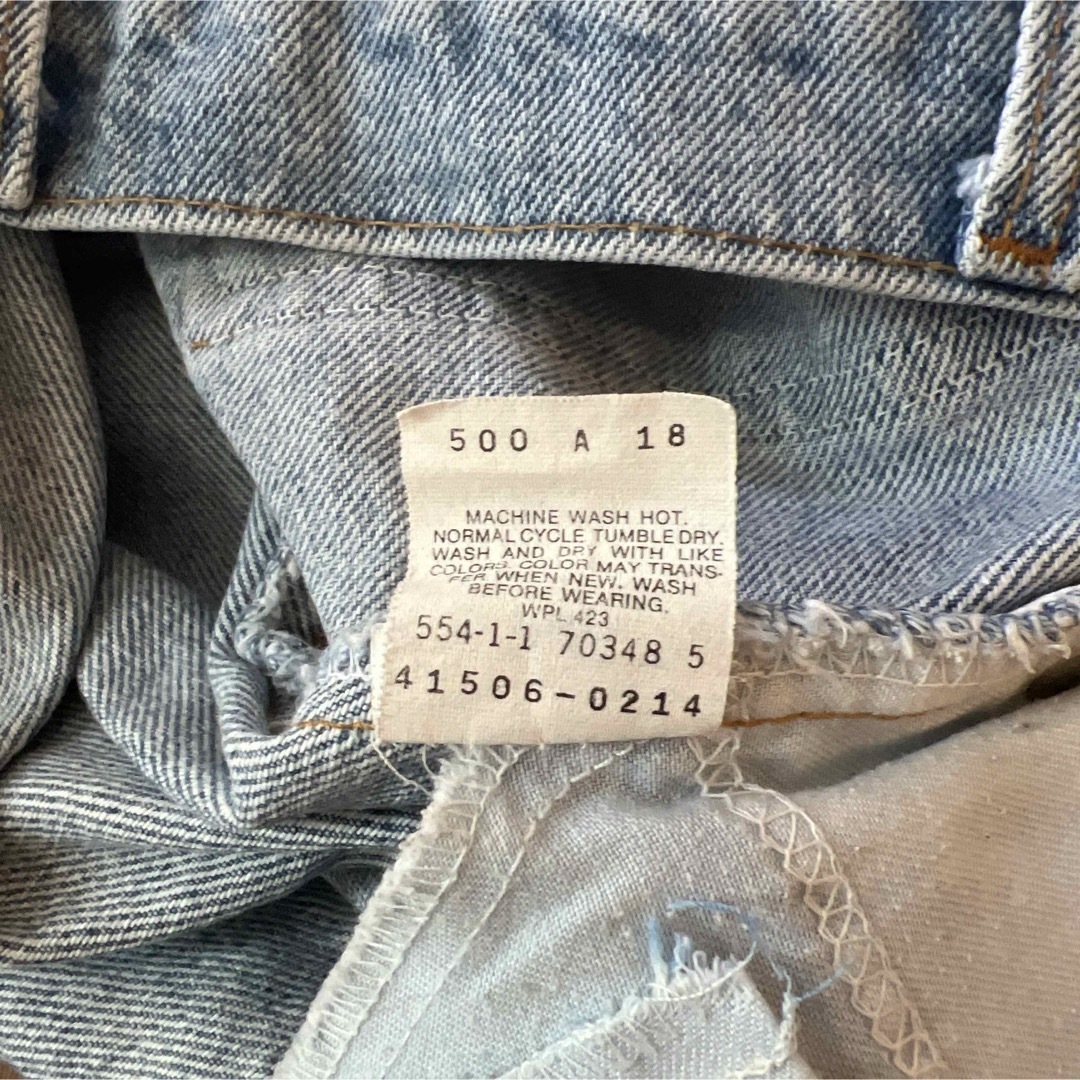 500 A 18
MACHINE WASH HOT.
NORMAL CYCLE TUMBLE DRY.
WASH AND DRY WITH LIKE
COLORS. COLOR MAY TRANS-
FER WHEN NEW. WASH
BEFORE WEARING.
WPL 423
554-1-1 70348 5
41506-0214